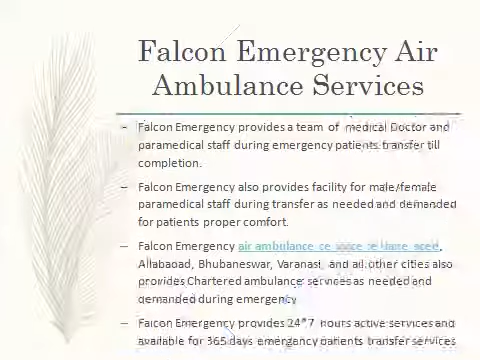 Falcon Emergency Air
Ambulance Services
– Falcon Emergency provides a team of medical Doctor and
paramedical staff during emergency patients transfer till
completion.
– Falcon Emergency also provides facility for male/female
paramedical staff during transfer as needed and demanded
for patients proper comfort.
– Falcon Emergency air ambulance
Allabaoad, Bhubaneswar, Varanasi, and all other cities also
provides Chartered ambulance services as needed and
demanded during emergency
– Falcon Emergency provides 24*7 hours active services and
available for 365 days emergency patients transfer services